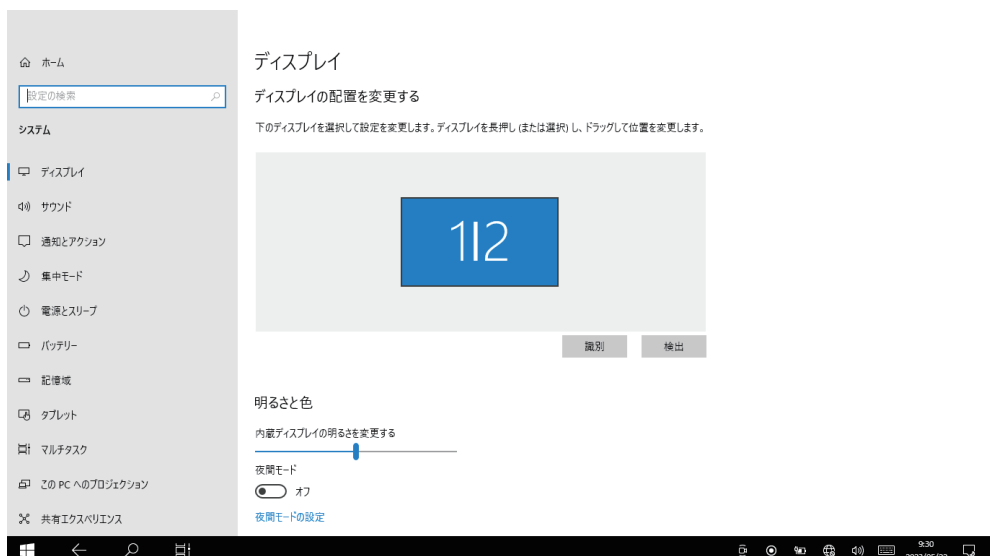 ホーム
設定の検索
システム
ディスプレイ
サウンド
通知とアクション
集中モード
電源とスリープ
バッテリー
記憶域
タブレット
マルチタスク
この PC へのプロジェクション
共有エクスペリエンス
ディスプレイ
ディスプレイの配置を変更する
下のディスプレイを選択して設定を変更します。ディスプレイを長押し (または選択) し、ドラッグして位置を変更します。
1|2
識別
検出
明るさと色
内蔵ディスプレイの明るさを変更する
夜間モード
オフ
夜間モードの設定
9:30